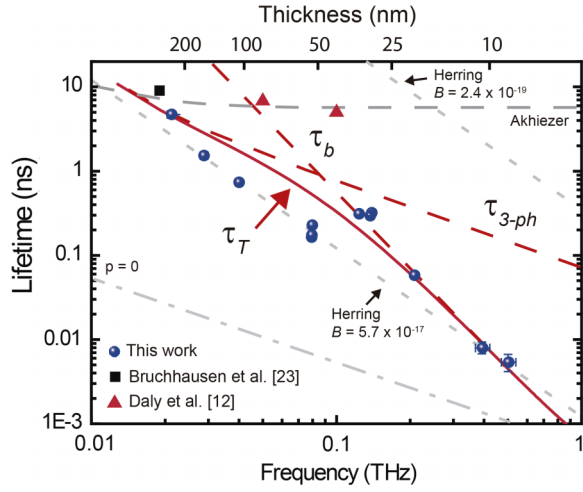 Thickness (nm)
200 100 50 25 10
10
1
0.1
0.01
1E-3
Lifetime (ns)
Herring
B = 2.4 x 10-19
Akhiezer
τb
τ3-ph
τT
p = 0
Herring
B = 5.7 x 10-17
This work
Bruchhausen et al. [23]
Daly et al. [12]
0.01 0.1 1
Frequency (THz)